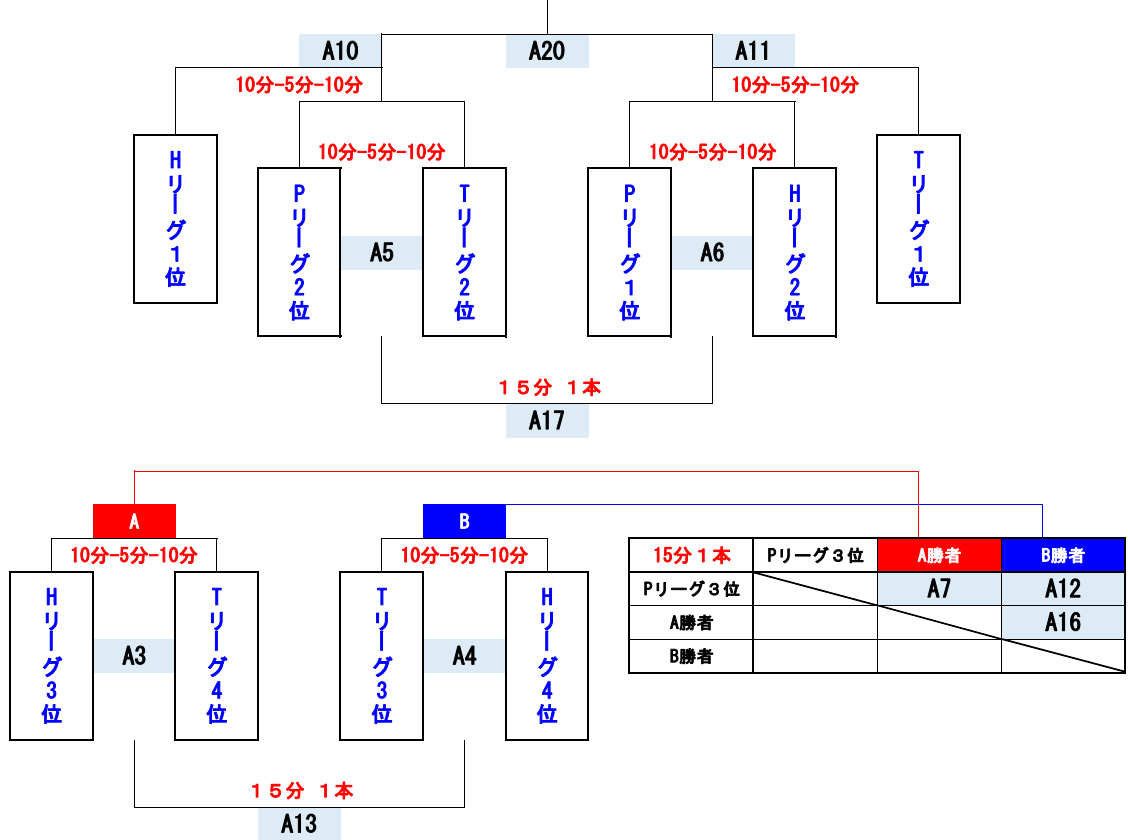 A10
A20
A11
10分-5分-10分
10分-5分-10分
10分-5分-10分
10分-5分-10分
Hリーグ1位
Pリーグ2位
A5
Tリーグ2位
Pリーグ1位
A6
Hリーグ2位
Tリーグ1位
１５分 １本
A17
A
B
10分-5分-10分
10分-5分-10分
Hリーグ3位
A3
Tリーグ4位
Tリーグ3位
A4
Hリーグ4位
１５分 １本
A13
15分１本 Pリーグ３位 A勝者 B勝者
Pリーグ３位 A7 A12
A勝者 A16
B勝者